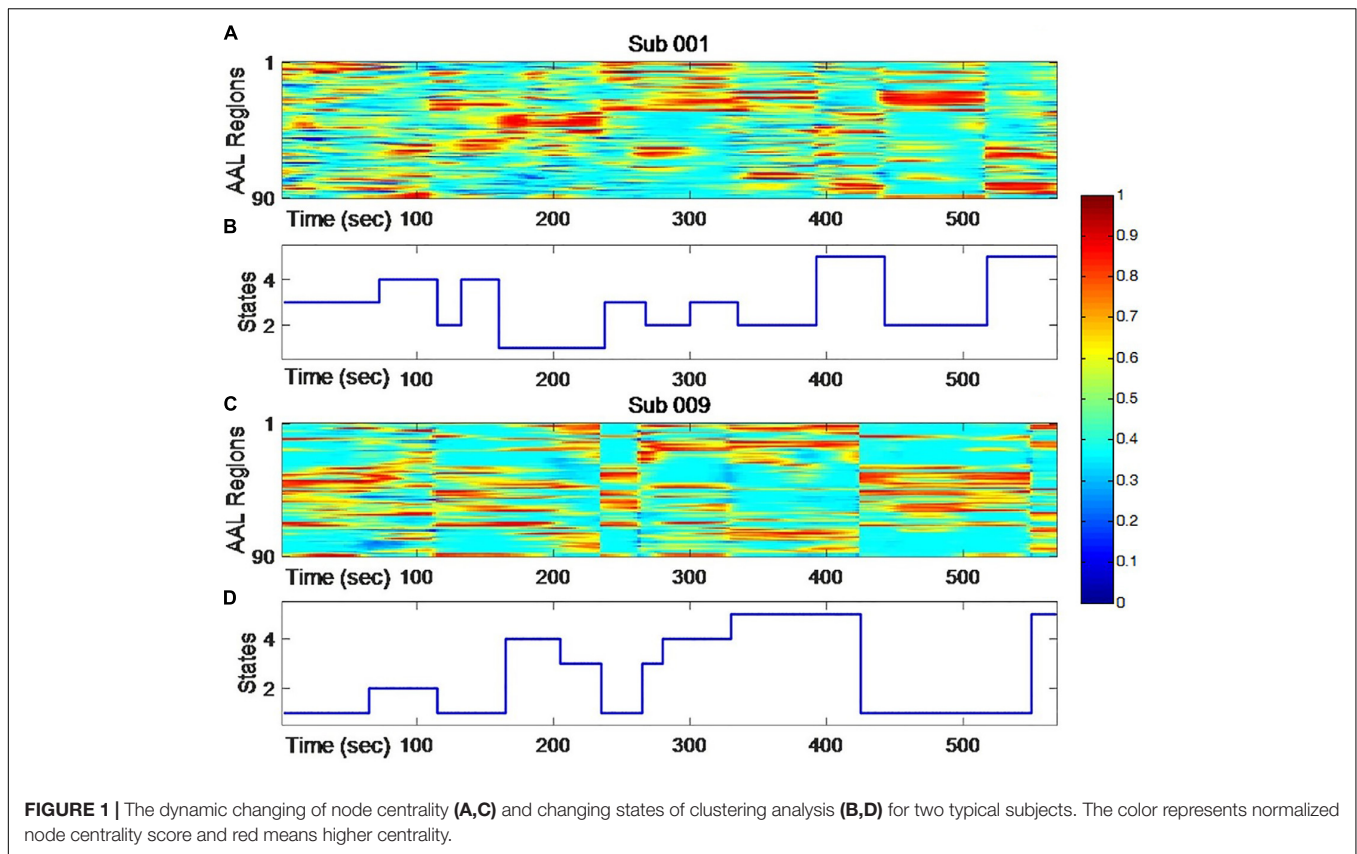 A
Sub 001
1
AAL Regions
90
Time (sec) 100 200 300 400 500
B
4
States
2
Time (sec) 100 200 300 400 500
C
Sub 009
1
AAL Regions
90
Time (sec) 100 200 300 400 500
D
4
States
2
Time (sec) 100 200 300 400 500
1
0.9
0.8
0.7
0.6
0.5
0.4
0.3
0.2
0.1
0
FIGURE 1 | The dynamic changing of node centrality (A,C) and changing states of clustering analysis (B,D) for two typical subjects. The color represents normalized
node centrality score and red means higher centrality.